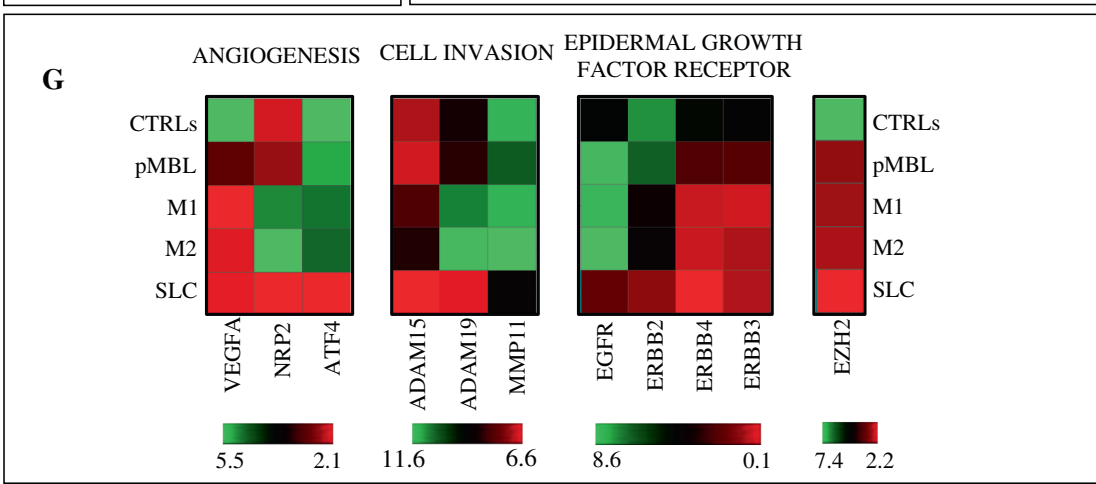 G
ANGIOGENESIS
CELL INVASION
EPIDERMAL GROWTH
FACTOR RECEPTOR
CTRLs
pMBL
M1
M2
SLC
CTRLs
pMBL
M1
M2
SLC
VEGFA
NRP2
ATF4
ADAM15
ADAM19
MMP11
EGFR
ERBB2
ERBB4
ERBB3
EZH2
5.5 2.1
11.6 6.6
8.6 0.1
7.4 2.2